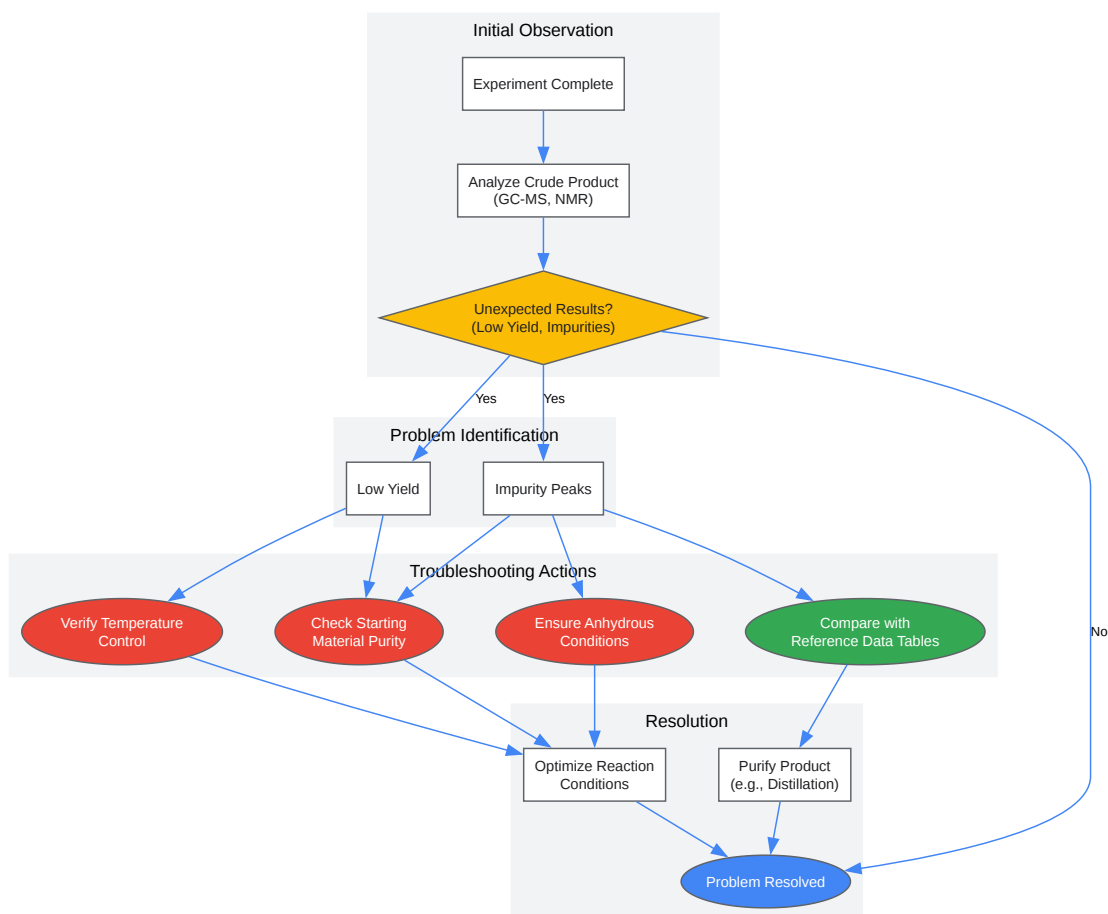 Initial Observation
Experiment Complete
Analyze Crude Product
(GC-MS, NMR)
Unexpected Results?
(Low Yield, Impurities)
Yes
Yes
Problem Identification
Low Yield
Impurity Peaks
Troubleshooting Actions
Verify Temperature
Control
Check Starting
Material Purity
Ensure Anhydrous
Conditions
Compare with
Reference Data Tables
No
Resolution
Optimize Reaction
Conditions
Purify Product
(e.g., Distillation)
Problem Resolved